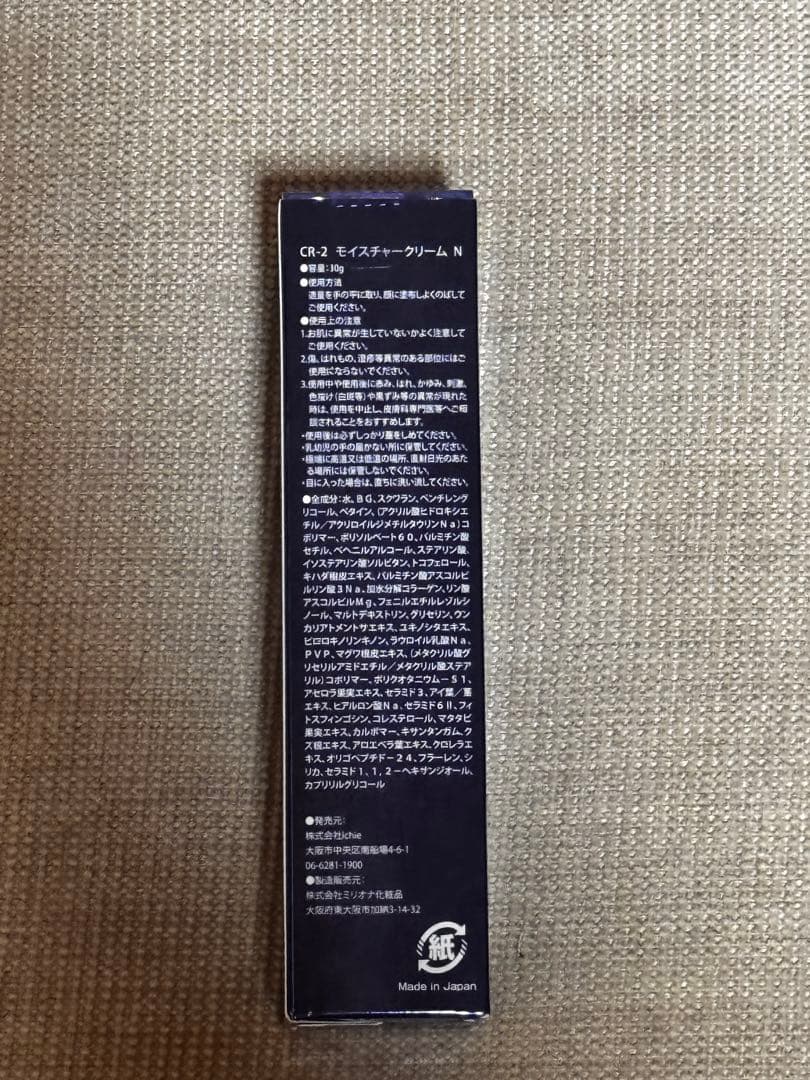 CR-2 モイスチャークリーム N
●容量:30g
●使用方法
適量を手の平に取り、顔に塗布しよくのばして
ご使用ください。
●使用上の注意
1.お肌に異常が生じていないかよく注意して
ご使用ください。
2.傷、はれもの、湿疹等異常のある部位にはご
使用にならないでください。
3.使用中や使用後に赤み、はれ、かゆみ、刺激、
色抜け(白斑等)や黒ずみ等の異常が現れた
時は、使用を中止し、皮膚科専門医等へご相
談されることをおすすめします。
・使用後は必ずしっかり蓋をしめてください。
・乳幼児の手の届かない所に保管してください。
・極端に高温又は低温の場所、直射日光のあた
る場所には保管しないでください。
・目に入った場合は、直ちに洗い流してください。
●全成分:水、BG、スクワラン、ペンチレング
リコール、ベタイン、(アクリル酸ヒドロキシエ
チル/アクリロイルジメチルタウリンNa)コ
ポリマー、ポリソルベート60、パルミチン酸
セチル、ベヘニルアルコール、ステアリン酸、
イソステアリン酸ソルビタン、トコフェロール、
キハダ樹皮エキス、パルミチン酸アスコルビ
ルリン酸3Na、加水分解コラーゲン、リン酸
アスコルビルMg、フェニルエチルレゾルシ
ノール、マルトデキストリン、グリセリン、ウン
カリアトメントサエキス、ユキノシタエキス、
ピロロキノリンキノン、ラウロイル乳酸Na、
PVP、マグワ根皮エキス、(メタクリル酸グ
リセリルアミドエチル/メタクリル酸ステア
リル)コポリマー、ポリクオタニウム-51、
アセロラ果実エキス、セラミド3、アイ葉/茎
エキス、ヒアルロン酸Na、セラミド6Ⅱ、フィ
トスフィンゴシン、コレステロール、マタタビ
果実エキス、カルボマー、キサンタンガム、ク
ズ根エキス、アロエベラ葉エキス、クロレラエ
キス、オリゴペプチド-24、フラーレン、シ
リカ、セラミド1、1,2-ヘキサンジオール、
カプリリルグリコール
●発売元:
株式会社ichie
大阪市中央区南船場4-6-1
06-6281-1900
●製造販売元:
株式会社ミリオナ化粧品
大阪府東大阪市加納3-14-32
紙
Made in Japan